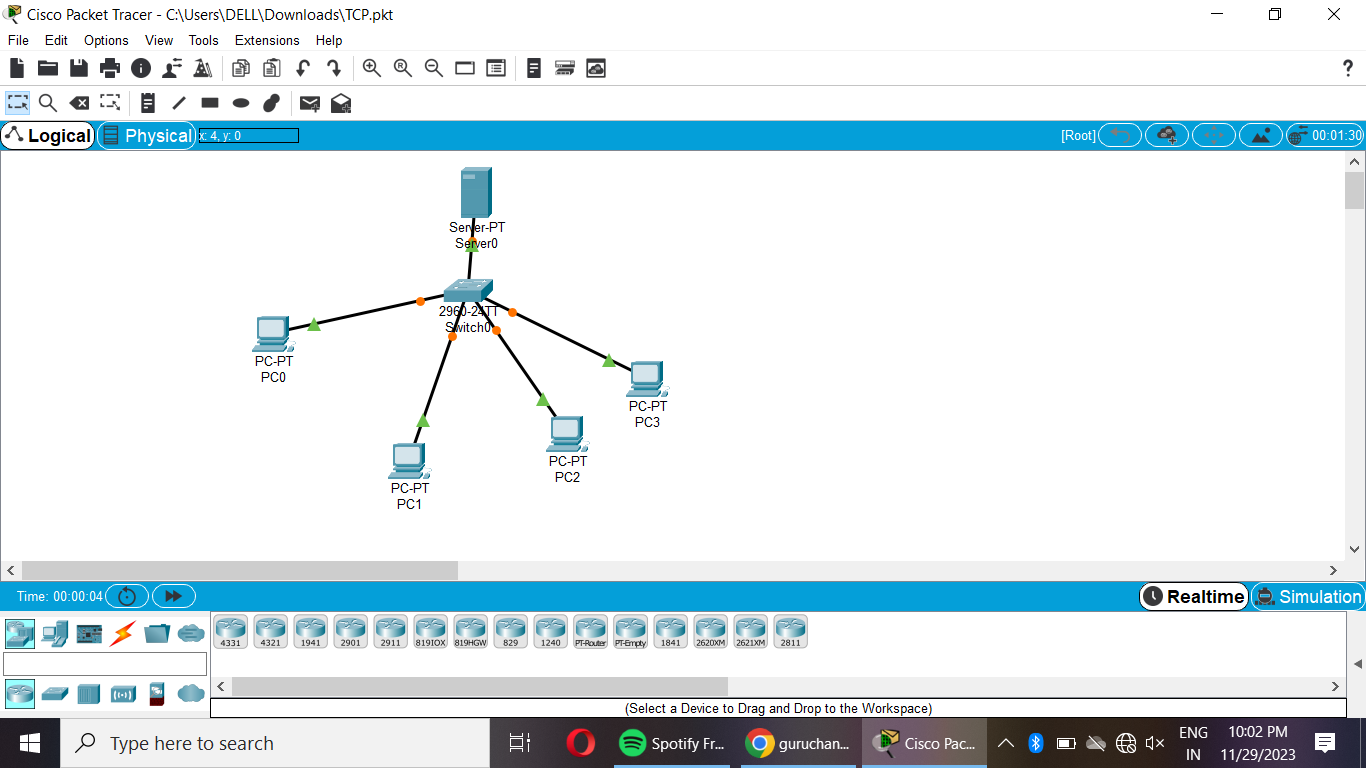 Cisco Packet Tracer - C:\Users\DELL\Downloads\TCP.pkt
File Edit Options View Tools Extensions Help
?
Logical Physical x: 4, y: 0 [Root] 00:01:30
Server-PT
Server0
2960-24TT
Switch0
PC-PT
PC0
PC-PT
PC3
PC-PT
PC2
PC-PT
PC1
Time: 00:00:04 Realtime Simulation
4331 4321 1941 2901 2911 819IOX 819HGW 829 1240 PT-Router PT-Empty 1841 2620XM 2621XM 2811
(Select a Device to Drag and Drop to the Workspace)
Type here to search
Spotify Fr... guruchan... Cisco Pac...
ENG
IN
10:02 PM
11/29/2023